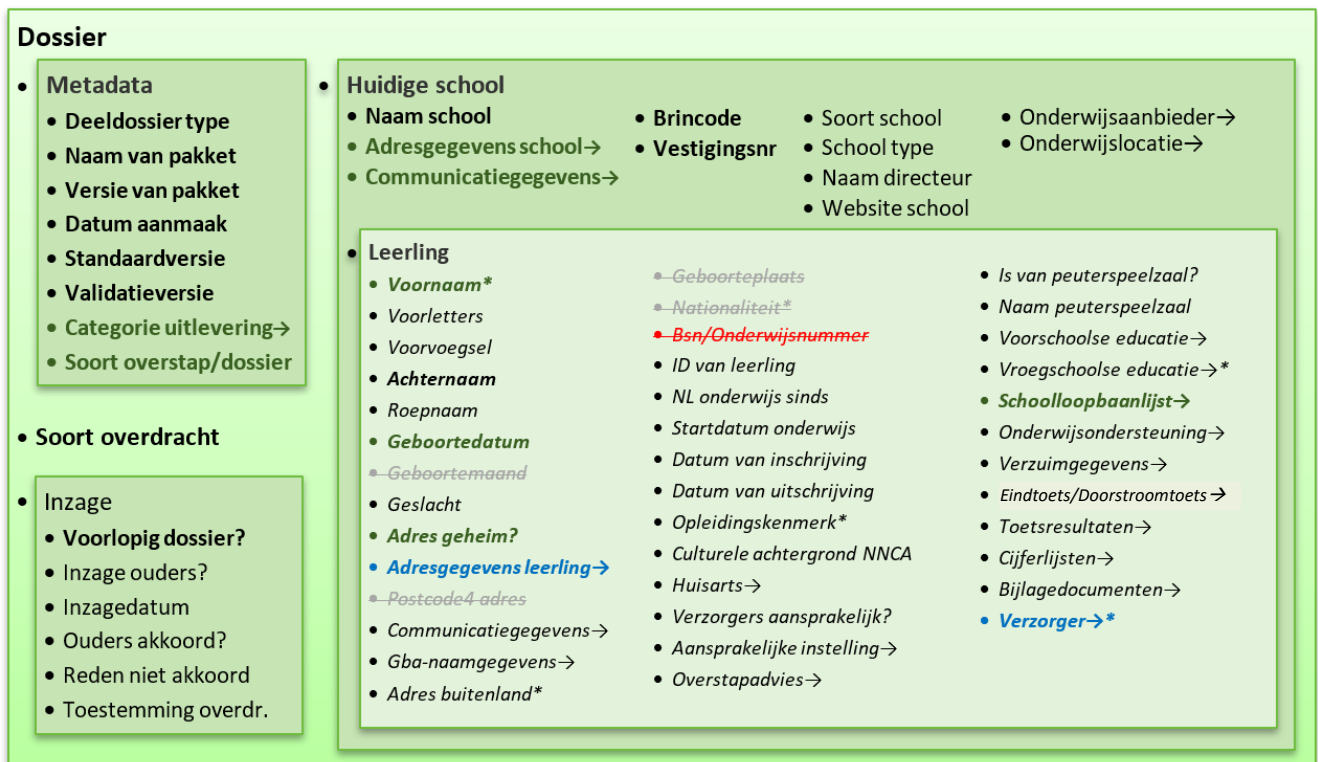 Dossier
• Metadata
• Deeldossier type
• Naam van pakket
• Versie van pakket
• Datum aanmaak
• Standaardversie
• Validatieversie
• Categorie uitlevering→
• Soort overstap/dossier
• Soort overdracht
• Inzage
• Voorlopig dossier?
• Inzage ouders?
• Inzagedatum
• Ouders akkoord?
• Reden niet akkoord
• Toestemming overdr.
• Huidige school
• Naam school
• Adresgegevens school→
• Communicatiegegevens→
• Brincode
• Vestigingsnr
• Soort school
• School type
• Naam directeur
• Website school
• Onderwijsaanbieder→
• Onderwijslocatie→
• Leerling
• Voornaam*
• Voorletters
• Voorvoegsel
• Achternaam
• Roepnaam
• Geboortedatum
• Geboortemaand
• Geslacht
• Adres geheim?
• Adresgegevens leerling→
• Postcode4 adres
• Communicatiegegevens→
• Gba-naamgegevens→
• Adres buitenland*
• Geboorteplaats
• Nationaliteit*
• Bsn/Onderwijsnummer
• ID van leerling
• NL onderwijs sinds
• Startdatum onderwijs
• Datum van inschrijving
• Datum van uitschrijving
• Opleidingskenmerk*
• Culturele achtergrond NNCA
• Huisarts→
• Verzorgers aansprakelijk?
• Aansprakelijke instelling→
• Overstapadvies→
• Is van peuterspeelzaal?
• Naam peuterspeelzaal
• Voorschoolse educatie→
• Vroegschoolse educatie→*
• Schoolloopbaanlijst→
• Onderwijsondersteuning→
• Verzuimgegevens→
• Eindtoets/Doorstroomtoets→
• Toetsresultaten→
• Cijferlijsten→
• Bijlagedocumenten→
• Verzorger→*